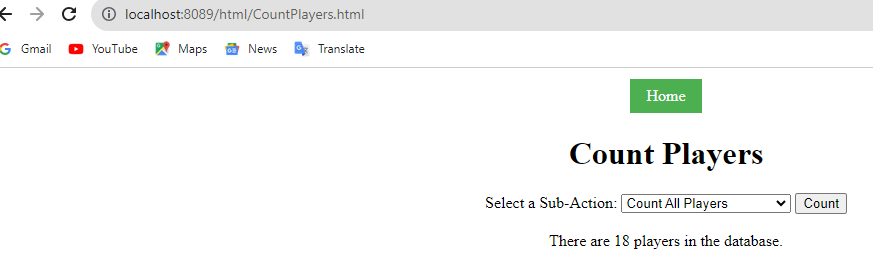 localhost:8089/html/CountPlayers.html
Gmail YouTube Maps News Translate
Home
Count Players
Select a Sub-Action: Count All Players Count
There are 18 players in the database.